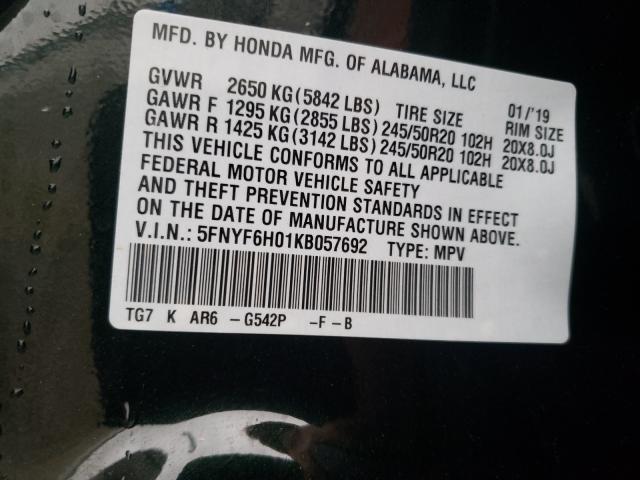 MFD. BY HONDA MFG. OF ALABAMA, LLC
GVWR 2650 KG (5842 LBS) TIRE SIZE 01/'19 RIM SIZE
GAWR F 1295 KG (2855 LBS) 245/50R20 102H 20X8.0J
GAWR R 1425 KG (3142 LBS) 245/50R20 102H 20X8.0J
THIS VEHICLE CONFORMS TO ALL APPLICABLE
FEDERAL MOTOR VEHICLE SAFETY
AND THEFT PREVENTION STANDARDS IN EFFECT
ON THE DATE OF MANUFACTURE SHOWN ABOVE.
V.I.N.: 5FNYF6H01KB057692 TYPE: MPV
TG7 K AR6 -G542P -F -B